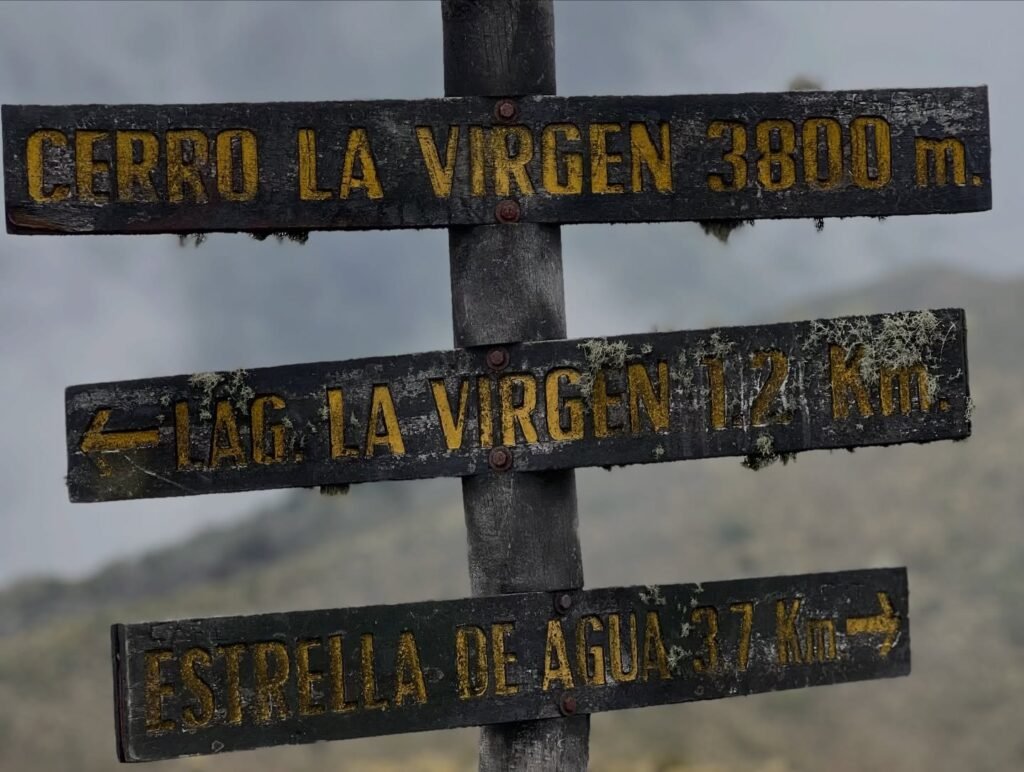 CERRO LA VIRGEN 3800 m.
← LAG. LA VIRGEN 1.2 Km.
ESTRELLA DE AGUA 3.7 Km →